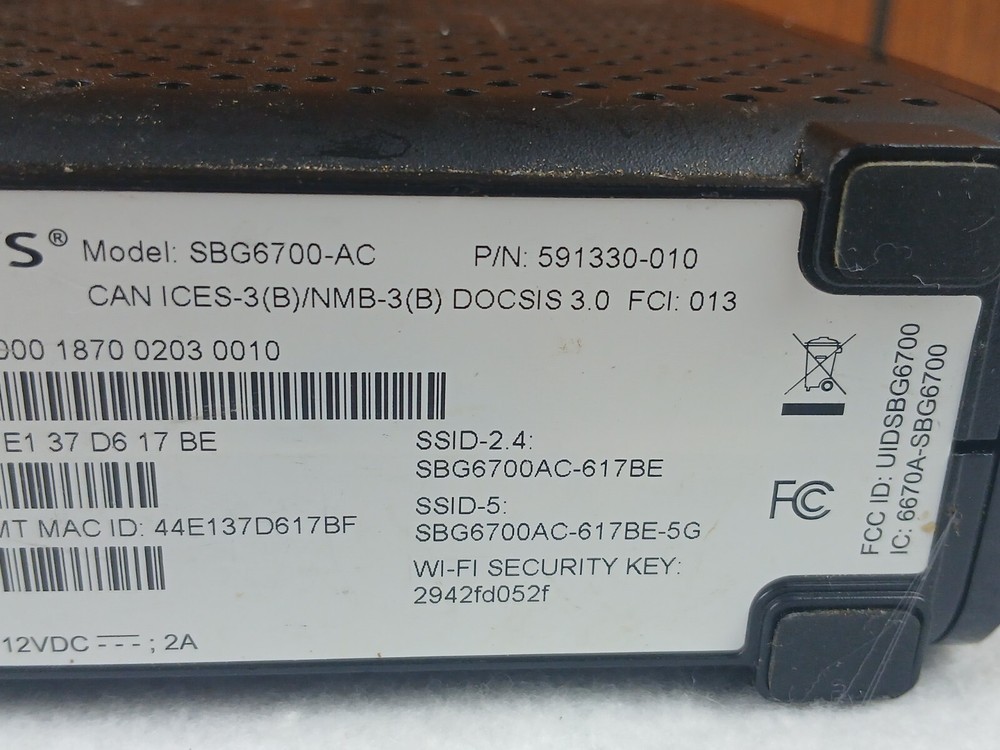 S® Model: SBG6700-AC P/N: 591330-010
CAN ICES-3(B)/NMB-3(B) DOCSIS 3.0 FCI: 013
000 1870 0203 0010
E1 37 D6 17 BE
SSID-2.4:
SBG6700AC-617BE
SSID-5:
SBG6700AC-617BE-5G
MT MAC ID: 44E137D617BF
WI-FI SECURITY KEY:
2942fd052f
12VDC ⎓ ; 2A
FC
FCC ID: UIDSBG6700
IC: 6670A-SBG6700